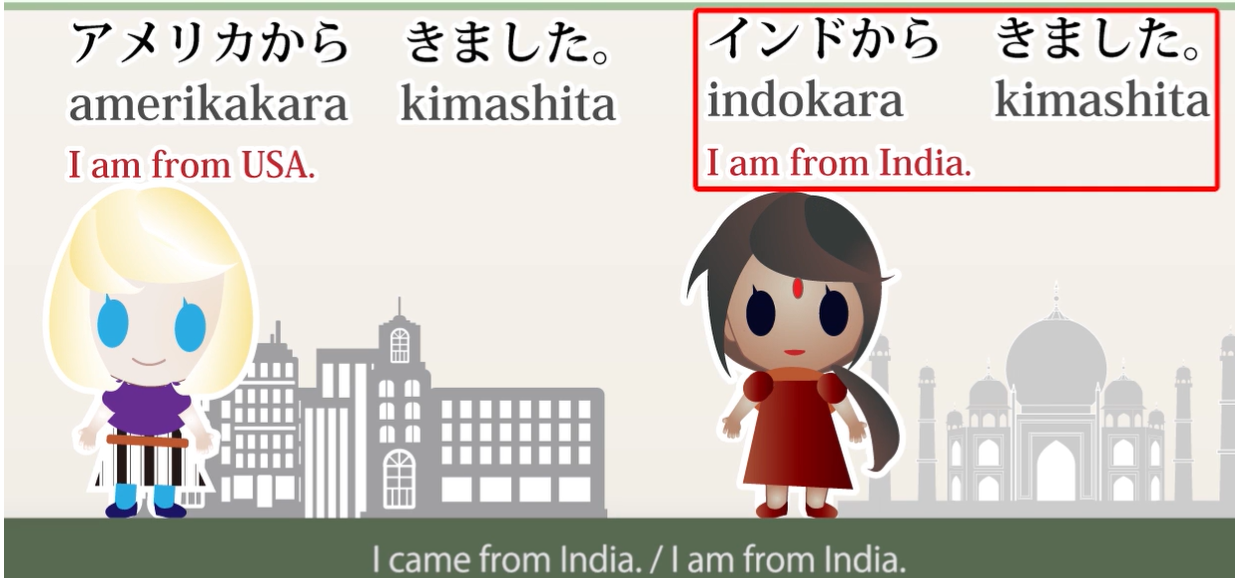 アメリカから きました。
amerikakara kimashita
I am from USA.
インドから きました。
indokara kimashita
I am from India.
I came from India. / I am from India.